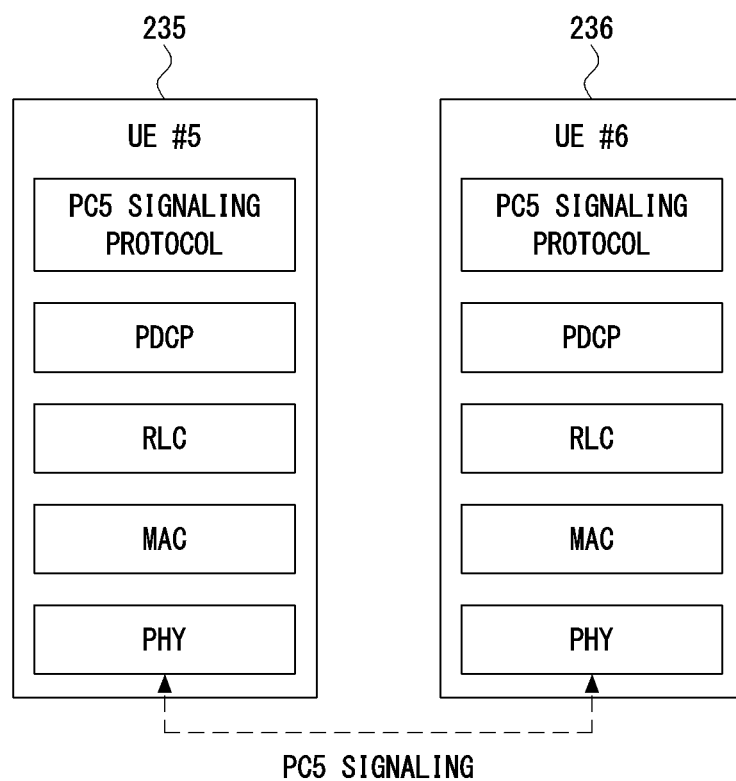 235
236
UE #5
UE #6
PC5 SIGNALING
PROTOCOL
PC5 SIGNALING
PROTOCOL
PDCP
PDCP
RLC
RLC
MAC
MAC
PHY
PHY
PC5 SIGNALING